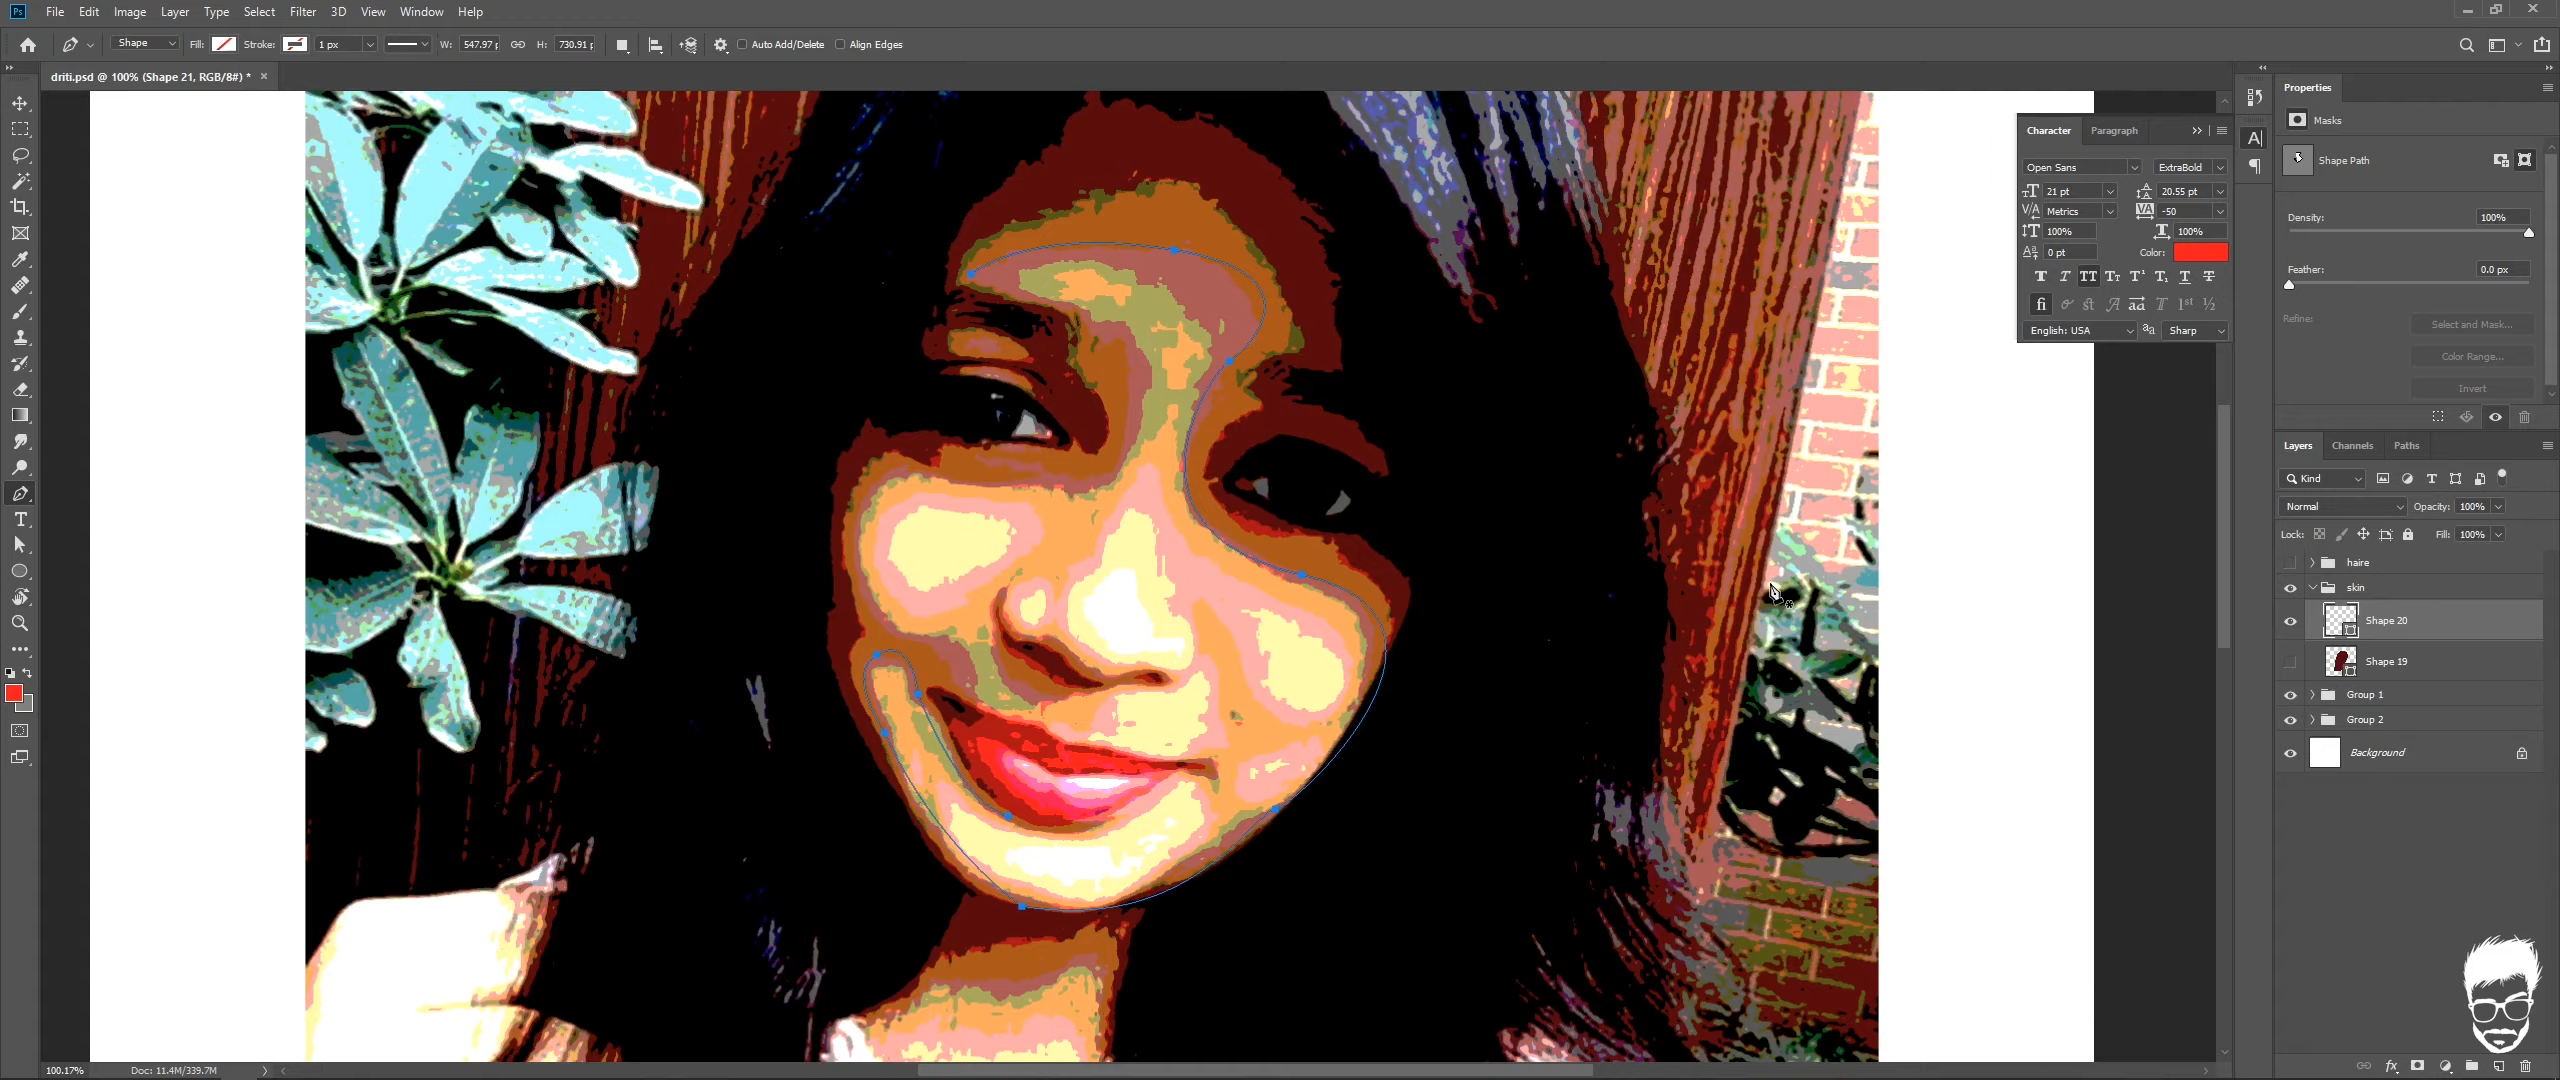 Ps File Edit Image Layer Type Select Filter 3D View Window Help
Shape Fill: Stroke: 1 px W: 547.97 H: 730.91 Auto Add/Delete Align Edges
driti.psd @ 100% (Shape 21, RGB/8#) *
Properties
Masks
Shape Path
Density: 100%
Feather: 0.0 px
Refine: Select and Mask...
Color Range...
Invert
Character Paragraph
Open Sans ExtraBold
21 pt 20.55 pt
Metrics -50
100% 100%
0 pt Color:
English: USA aa Sharp
Layers Channels Paths
Kind
Normal Opacity: 100%
Lock: Fill: 100%
haire
skin
Shape 20
Shape 19
Group 1
Group 2
Background
100.17% Doc: 11.4M/339.7M